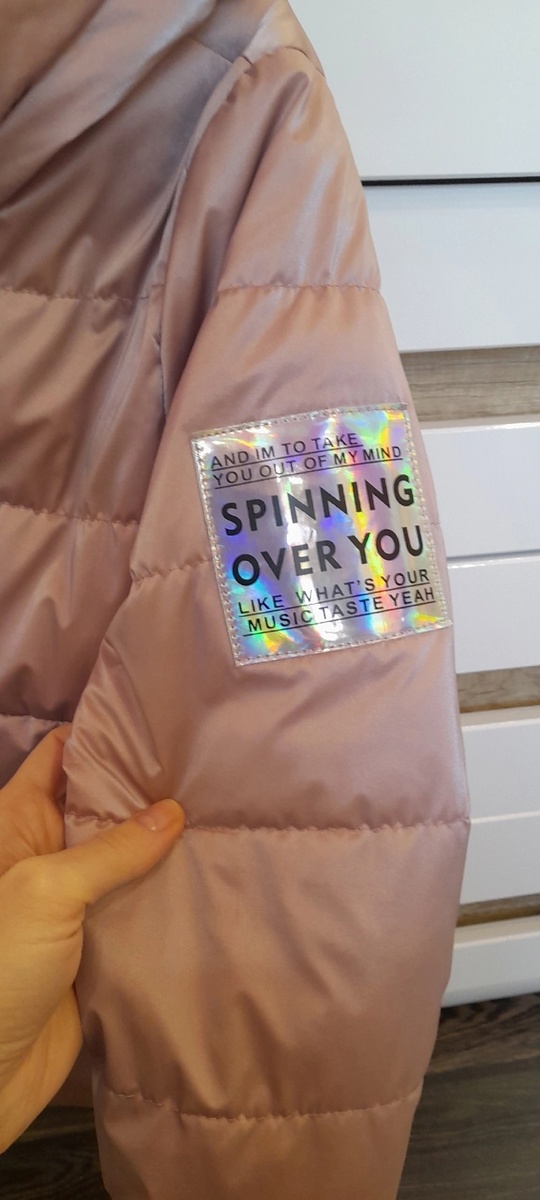 AND IM TO TAKE
YOU OUT OF MY MIND
SPINNING
OVER YOU
LIKE WHAT'S YOUR
MUSIC TASTE YEAH